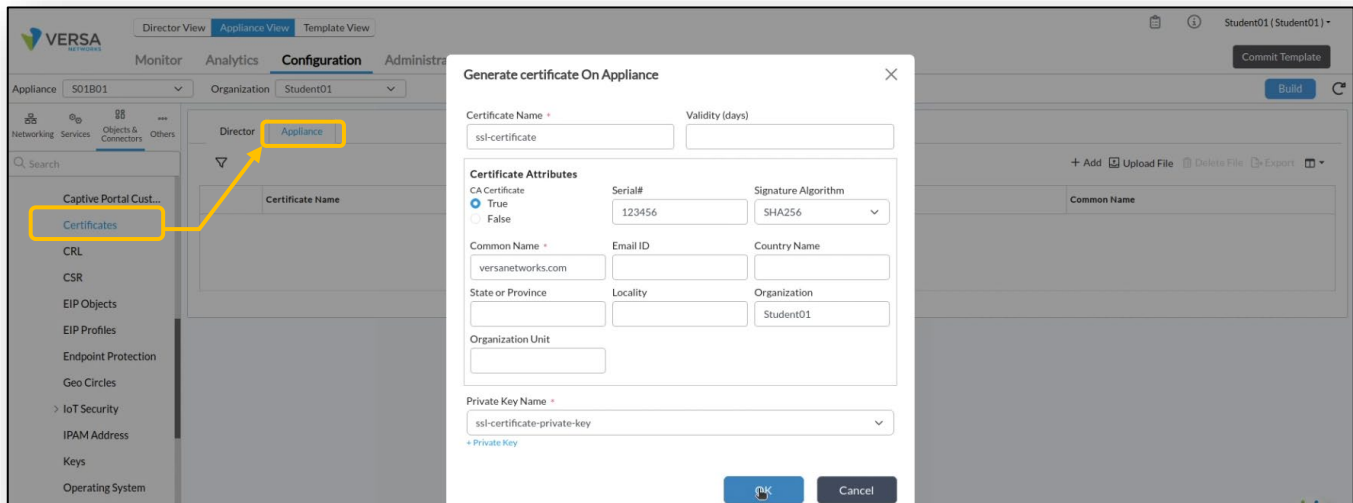 Director View Appliance View Template View Student01 ( Student01 )
VERSA
NETWORKS
Monitor Analytics Configuration Commit Template
Appliance S01B01 Organization Student01 Build
Networking Services Objects & Connectors Others
Director Appliance
Search
+ Add Upload File Delete File Export
Certificate Name Common Name
Captive Portal Cust...
Certificates
CRL
CSR
EIP Objects
EIP Profiles
Endpoint Protection
Geo Circles
IoT Security
IPAM Address
Keys
Operating System
Generate certificate On Appliance
Certificate Name * Validity (days)
ssl-certificate
Certificate Attributes
CA Certificate Serial# Signature Algorithm
True
False
123456 SHA256
Common Name * Email ID Country Name
versanetworks.com
State or Province Locality Organization
Student01
Organization Unit
Private Key Name *
ssl-certificate-private-key
+ Private Key
OK Cancel